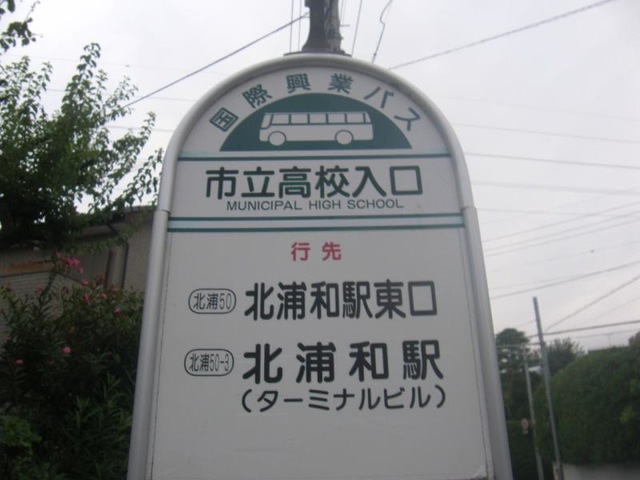 国際興業バス
市立高校入口
MUNICIPAL HIGH SCHOOL
行先
北浦50 北浦和駅東口
北浦50-3 北浦和駅
(ターミナルビル)